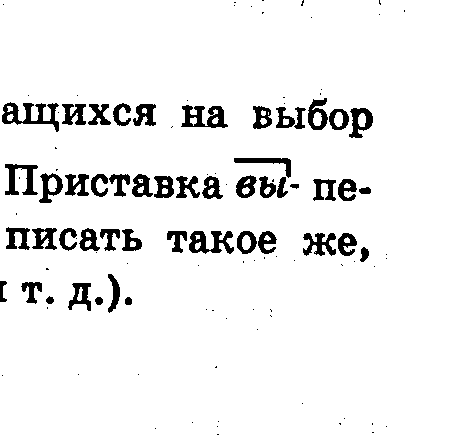 ащихся на выбор
Приставка вы- пе-
писать такое же,
т. д.).